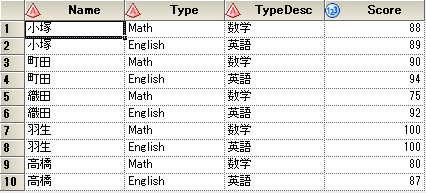 Name Type TypeDesc Score
1 小塚 Math 数学 88
2 小塚 English 英語 89
3 町田 Math 数学 90
4 町田 English 英語 94
5 織田 Math 数学 75
6 織田 English 英語 92
7 羽生 Math 数学 100
8 羽生 English 英語 100
9 高橋 Math 数学 80
10 高橋 English 英語 87